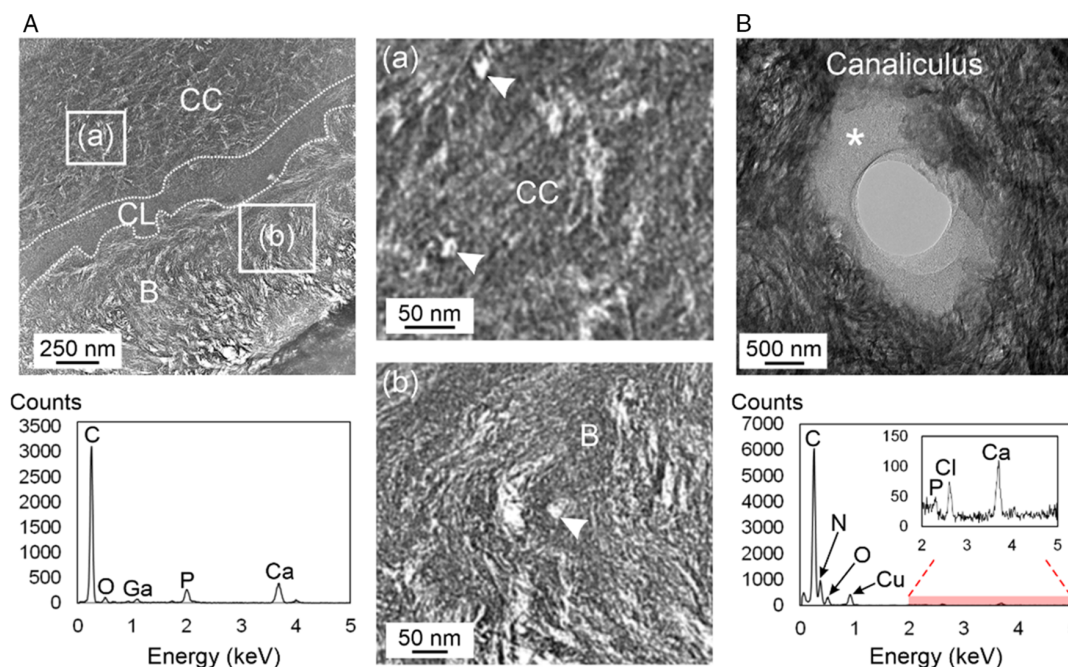 A
CC
(a)
CL
(b)
B
250 nm
Counts
3500
3000
2500
2000
1500
1000
500
0
C
O
Ga
P
Ca
0
1
2
3
4
5
Energy (keV)
(a)
CC
50 nm
(b)
B
50 nm
B
Canaliculus
*
500 nm
Counts
7000
6000
5000
4000
3000
2000
1000
0
C
N
O
Cu
150
100
50
0
P
Cl
Ca
2
3
4
5
0
1
2
3
4
5
Energy (keV)